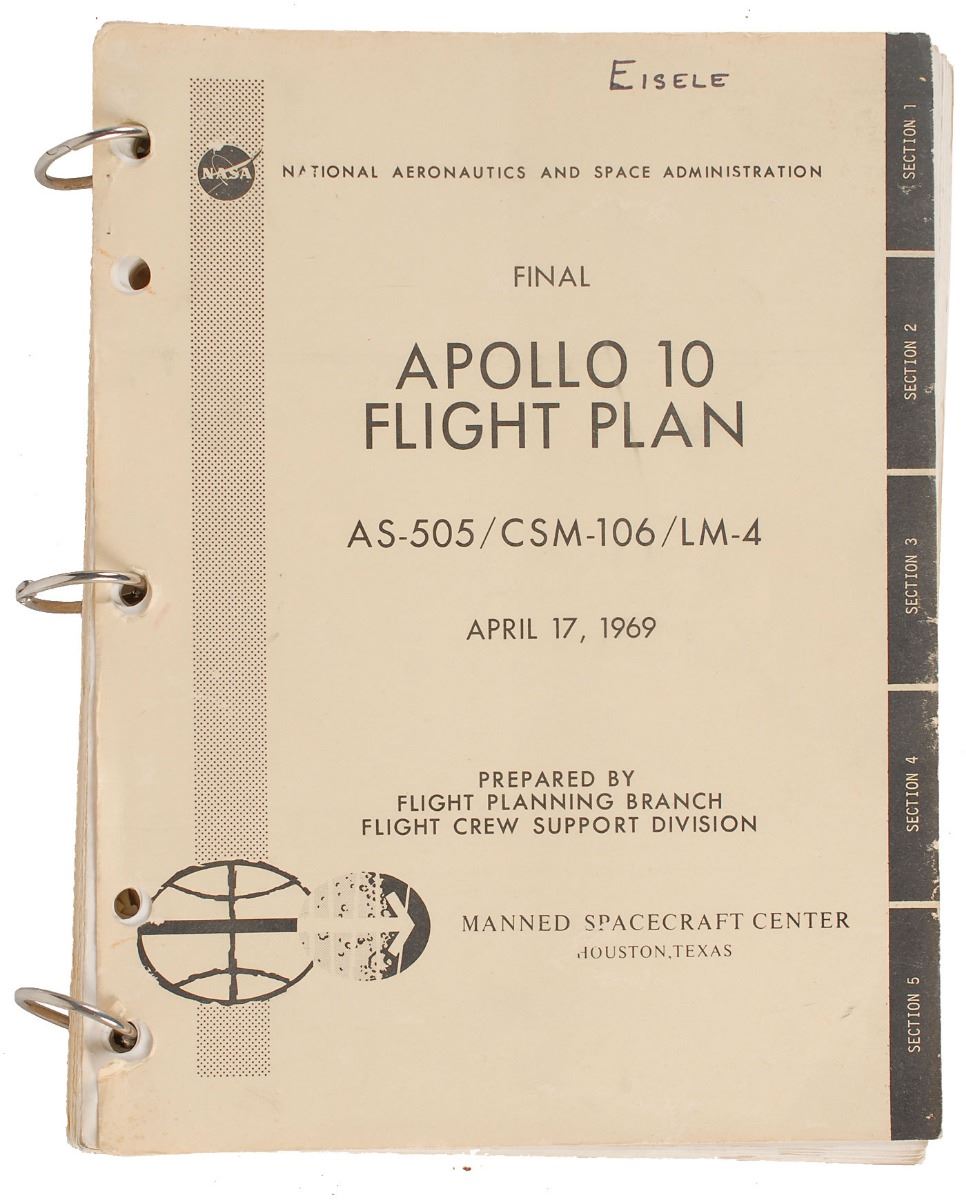 EISELE
NASA
NATIONAL AERONAUTICS AND SPACE ADMINISTRATION
FINAL
APOLLO 10
FLIGHT PLAN
AS-505/CSM-106/LM-4
APRIL 17, 1969
PREPARED BY
FLIGHT PLANNING BRANCH
FLIGHT CREW SUPPORT DIVISION
MANNED SPACECRAFT CENTER
HOUSTON, TEXAS
SECTION 1
SECTION 2
SECTION 3
SECTION 4
SECTION 5